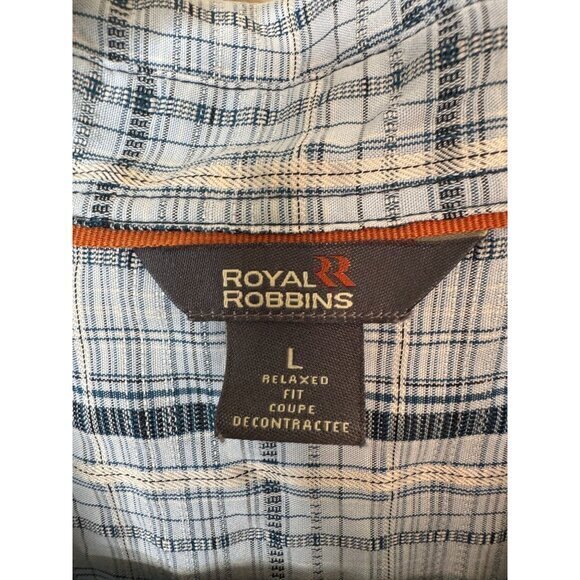 ROYAL
ROBBINS
L
RELAXED
FIT
COUPE
DECONTRACTEE